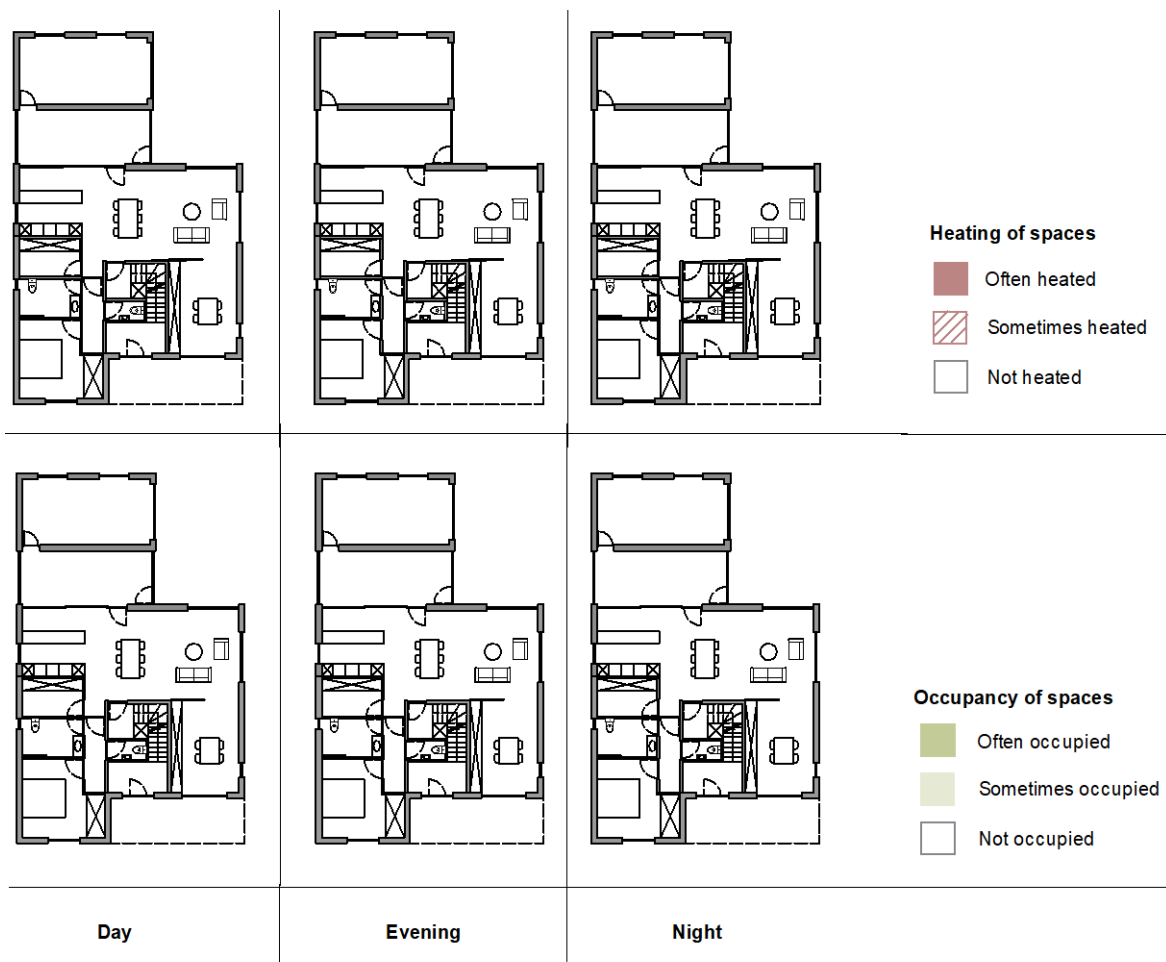 Heating of spaces
Often heated
Sometimes heated
Not heated
Occupancy of spaces
Often occupied
Sometimes occupied
Not occupied
Day
Evening
Night